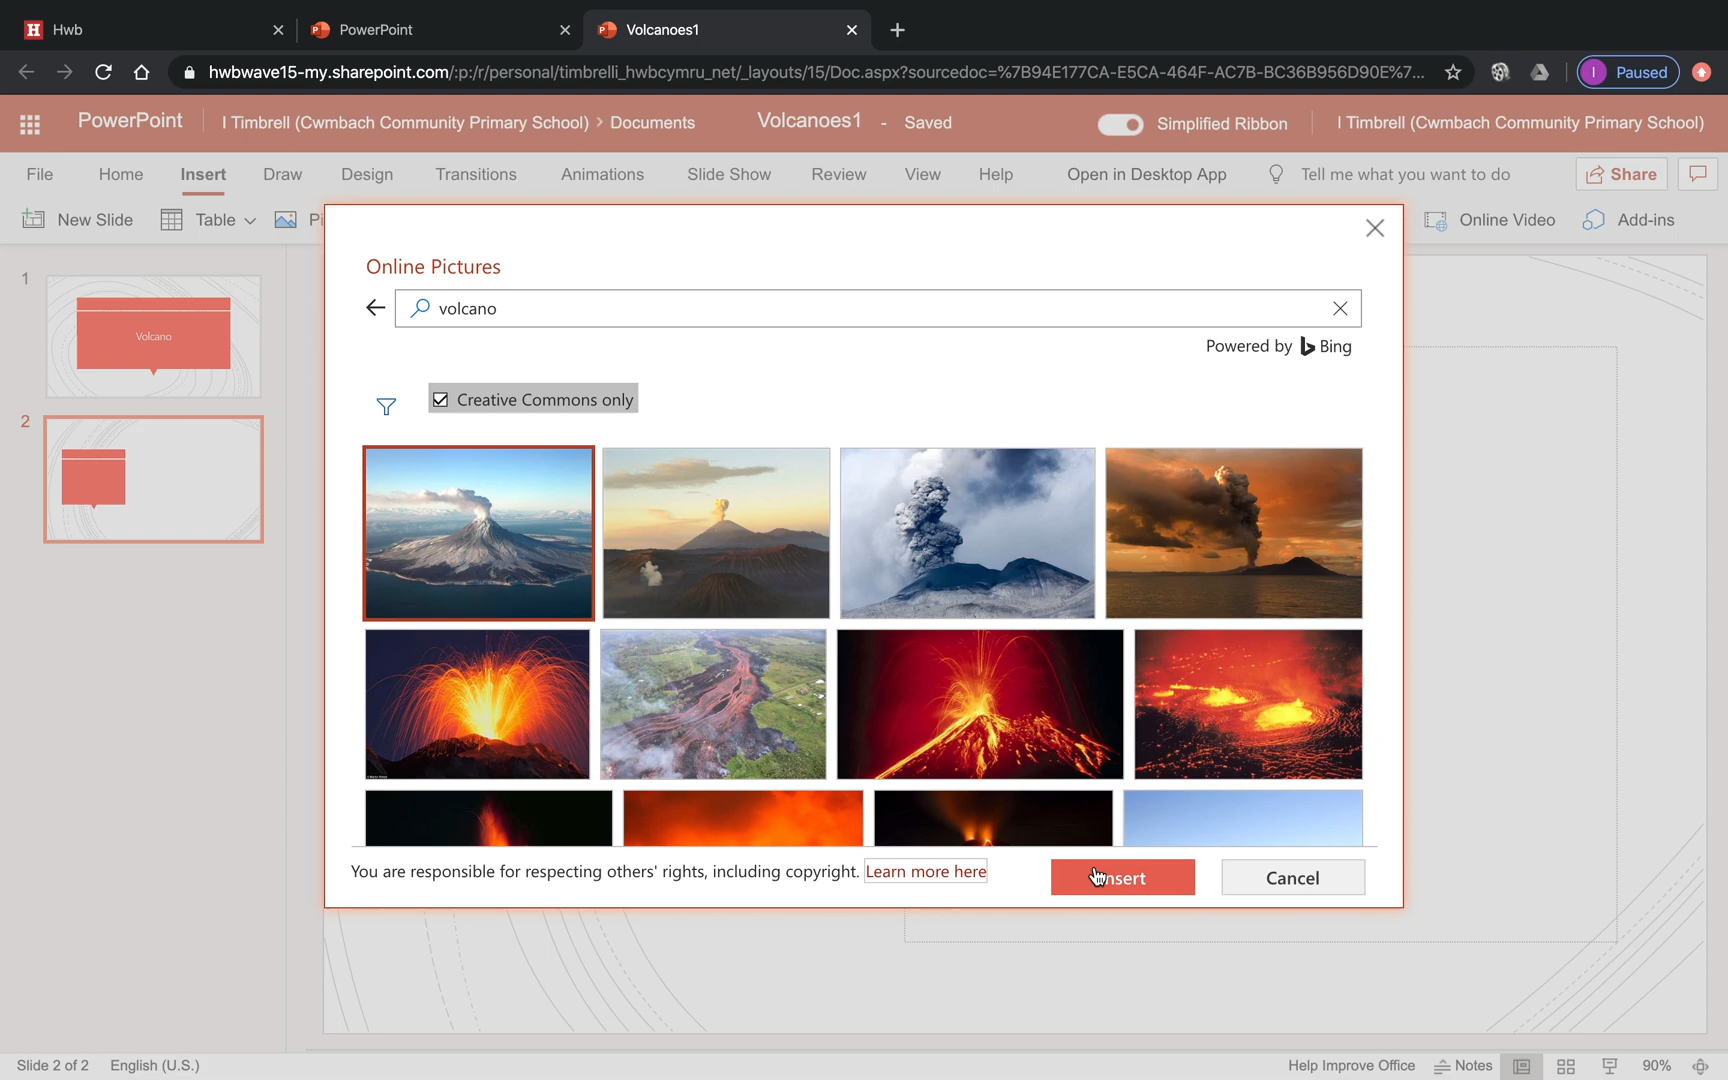 Hwb
PowerPoint
Volcanoes1
hwbwave15-my.sharepoint.com/:p:/r/personal/timbrelli_hwbcymru_net/_layouts/15/Doc.aspx?sourcedoc=%7B94E177CA-E5CA-464F-AC7B-BC36B956D90E%7...
I Paused
PowerPoint I Timbrell (Cwmbach Community Primary School) > Documents Volcanoes1 - Saved Simplified Ribbon I Timbrell (Cwmbach Community Primary School)
File Home Insert Draw Design Transitions Animations Slide Show Review View Help Open in Desktop App Tell me what you want to do Share
New Slide Table Pi Online Video Add-ins
Online Pictures
volcano
Powered by Bing
Creative Commons only
1
Volcano
2
You are responsible for respecting others' rights, including copyright. Learn more here
Insert Cancel
Slide 2 of 2 English (U.S.) Help Improve Office Notes 90%